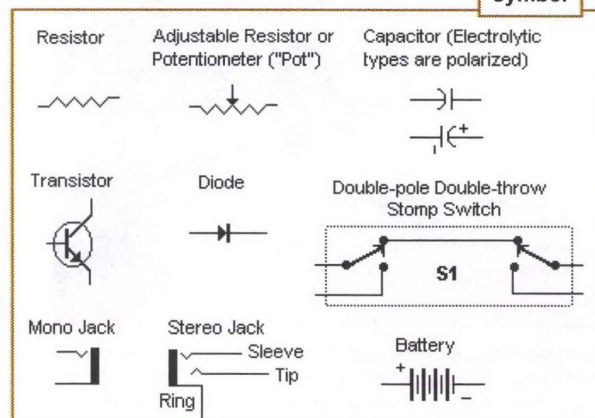 symbol
Resistor
Adjustable Resistor or
Potentiometer ("Pot")
Capacitor (Electrolytic
types are polarized)
+
Transistor
Diode
Double-pole Double-throw
Stomp Switch
S1
Mono Jack
Stereo Jack
Sleeve
Tip
Ring
Battery
+
−